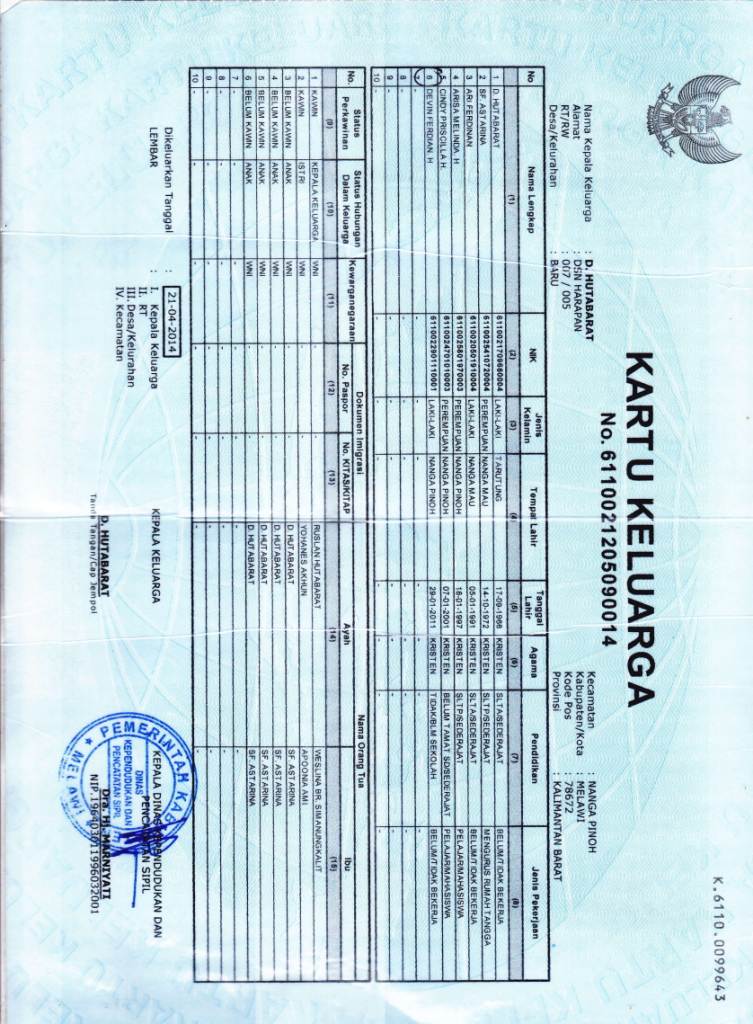 K.6110.0099643
KARTU KELUARGA
No. 6110021205090014
Nama Kepala Keluarga : D. HUTABARAT
Alamat : DSN HARAPAN
RT/RW : 007 / 005
Desa/Kelurahan : BARU
Kecamatan : NANGA PINOH
Kabupaten/Kota : MELAWI
Kode Pos : 78672
Provinsi : KALIMANTAN BARAT
No Nama Lengkap NIK Jenis Kelamin Tempat Lahir Tanggal Lahir Agama Pendidikan Jenis Pekerjaan
(1) (2) (3) (4) (5) (6) (7) (8)
1 D. HUTABARAT 6110021709660004 LAKI-LAKI TARUTUNG 17-09-1966 KRISTEN SLTA/SEDERAJAT BELUM/TIDAK BEKERJA
2 SF. ASTARINA 6110025410720004 PEREMPUAN NANGA MAU 14-10-1972 KRISTEN SLTP/SEDERAJAT MENGURUS RUMAH TANGGA
3 ARI FERDINAN 6110020501910004 LAKI-LAKI NANGA MAU 05-01-1991 KRISTEN SLTA/SEDERAJAT BELUM/TIDAK BEKERJA
4 ARISA MELINDA. H 6110025801970003 PEREMPUAN NANGA PINOH 18-01-1997 KRISTEN SLTP/SEDERAJAT PELAJAR/MAHASISWA
5 CINDY PRISCILLA H 6110024701010003 PEREMPUAN NANGA PINOH 07-01-2001 KRISTEN BELUM TAMAT SD/SEDERAJAT PELAJAR/MAHASISWA
6 DEVIN FERDIAN. H 6110022901110001 LAKI-LAKI NANGA PINOH 29-01-2011 KRISTEN TIDAK/BLM SEKOLAH BELUM/TIDAK BEKERJA
- - - - - - - -
8 - - - - - - - -
9 - - - - - - - -
10 - - - - - - - -
No. Status Perkawinan Status Hubungan Dalam Keluarga Kewarganegaraan Dokumen Imigrasi Nama Orang Tua
No. Paspor No. KITAS/KITAP Ayah Ibu
(9) (10) (11) (12) (13) (14) (15)
1 KAWIN KEPALA KELUARGA WNI - - RUSLAN HUTABARAT WESLINA BR. SIMANUNGKALIT
2 KAWIN ISTRI WNI - - YOHANES AKHUN APOONIA AMI
3 BELUM KAWIN ANAK WNI - - D. HUTABARAT SF. ASTARINA
4 BELUM KAWIN ANAK WNI - - D. HUTABARAT SF. ASTARINA
5 BELUM KAWIN ANAK WNI - - D. HUTABARAT SF. ASTARINA
6 BELUM KAWIN ANAK WNI - - D. HUTABARAT SF. ASTARINA
7 - - - - - - -
8 - - - - - - -
9 - - - - - - -
10 - - - - - - -
Dikeluarkan Tanggal : 21-04-2014
LEMBAR : I. Kepala Keluarga
II. RT
III. Desa/Kelurahan
IV. Kecamatan
KEPALA KELUARGA
D. HUTABARAT
Tanda Tangan/Cap Jempol
KEPALA DINAS KEPENDUDUKAN DAN
PENCATATAN SIPIL
PEMERINTAH KAB
MELAWI
DINAS
KEPENDUDUKAN DAN
PENCATATAN SIPIL
Dra. Hj. MARNIYATI
NIP.196403011996032001